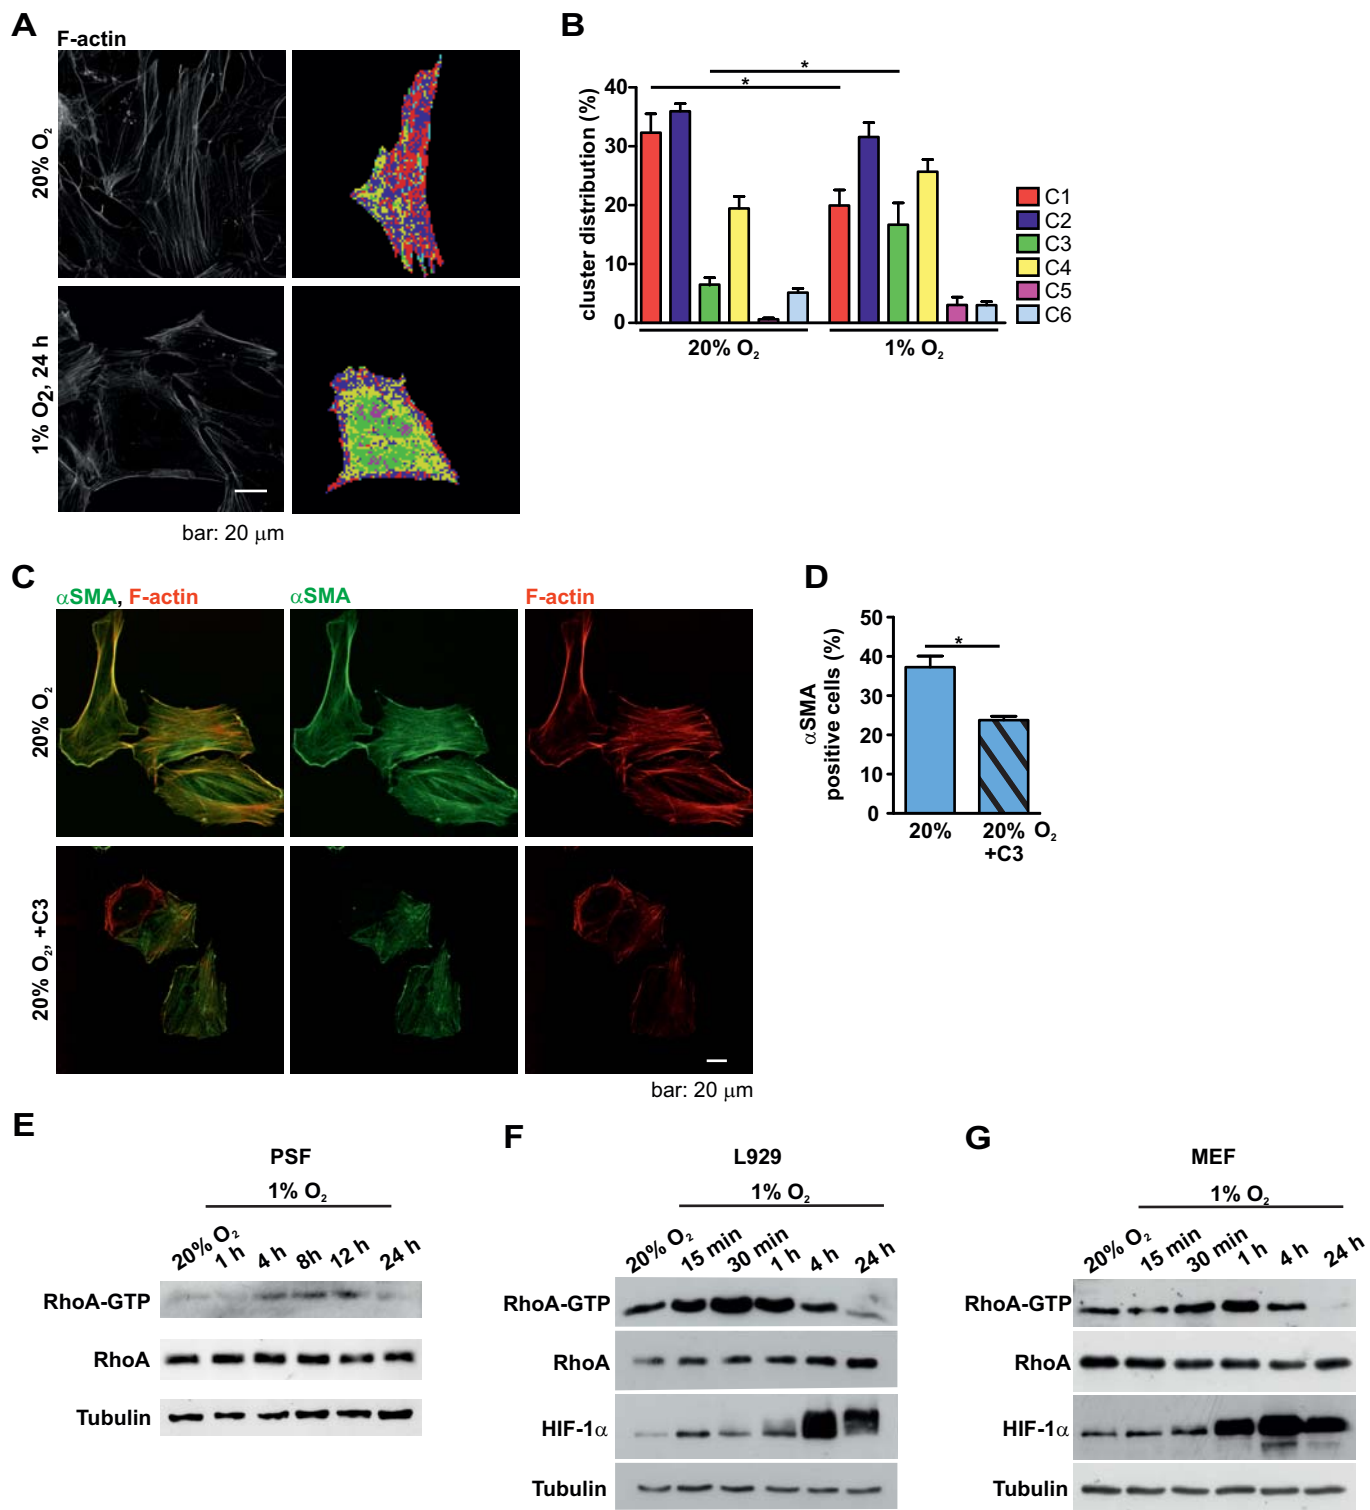 A
F-actin
20% O2
1% O2, 24 h
bar: 20 μm
B
cluster distribution (%)
40
30
20
10
0
*
*
20% O2
1% O2
C1
C2
C3
C4
C5
C6
C
αSMA, F-actin
αSMA
F-actin
20% O2
20% O2, +C3
bar: 20 μm
D
αSMA
positive cells (%)
50
40
30
20
10
0
*
20%
20% O2
+C3
E
PSF
1% O2
20% O2 1 h 4 h 8h 12 h 24 h
RhoA-GTP
RhoA
Tubulin
F
L929
1% O2
20% O2 15 min 30 min 1 h 4 h 24 h
RhoA-GTP
RhoA
HIF-1α
Tubulin
G
MEF
1% O2
20% O2 15 min 30 min 1 h 4 h 24 h
RhoA-GTP
RhoA
HIF-1α
Tubulin